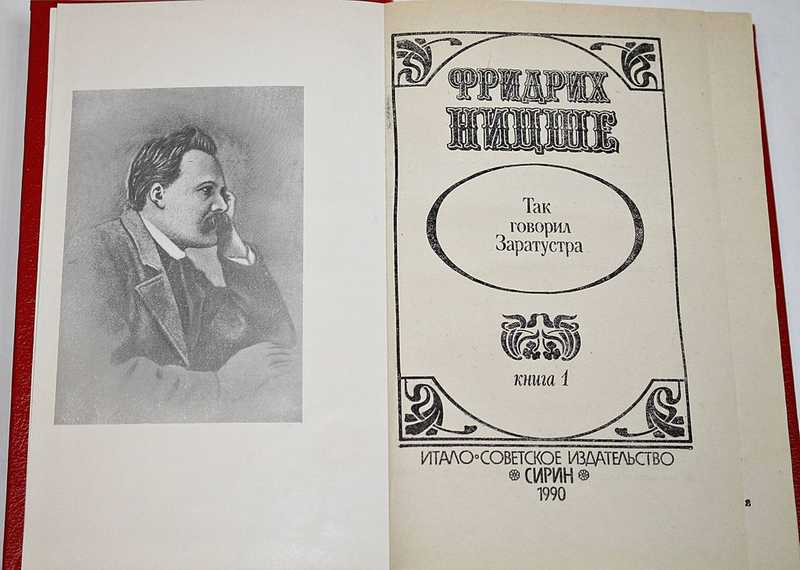 ФРИДРИХ
НИЦШЕ
Так
говорил
Заратустра
книга 1
ИТАЛО·СОВЕТСКОЕ ИЗДАТЕЛЬСТВО
СИРИН
1990